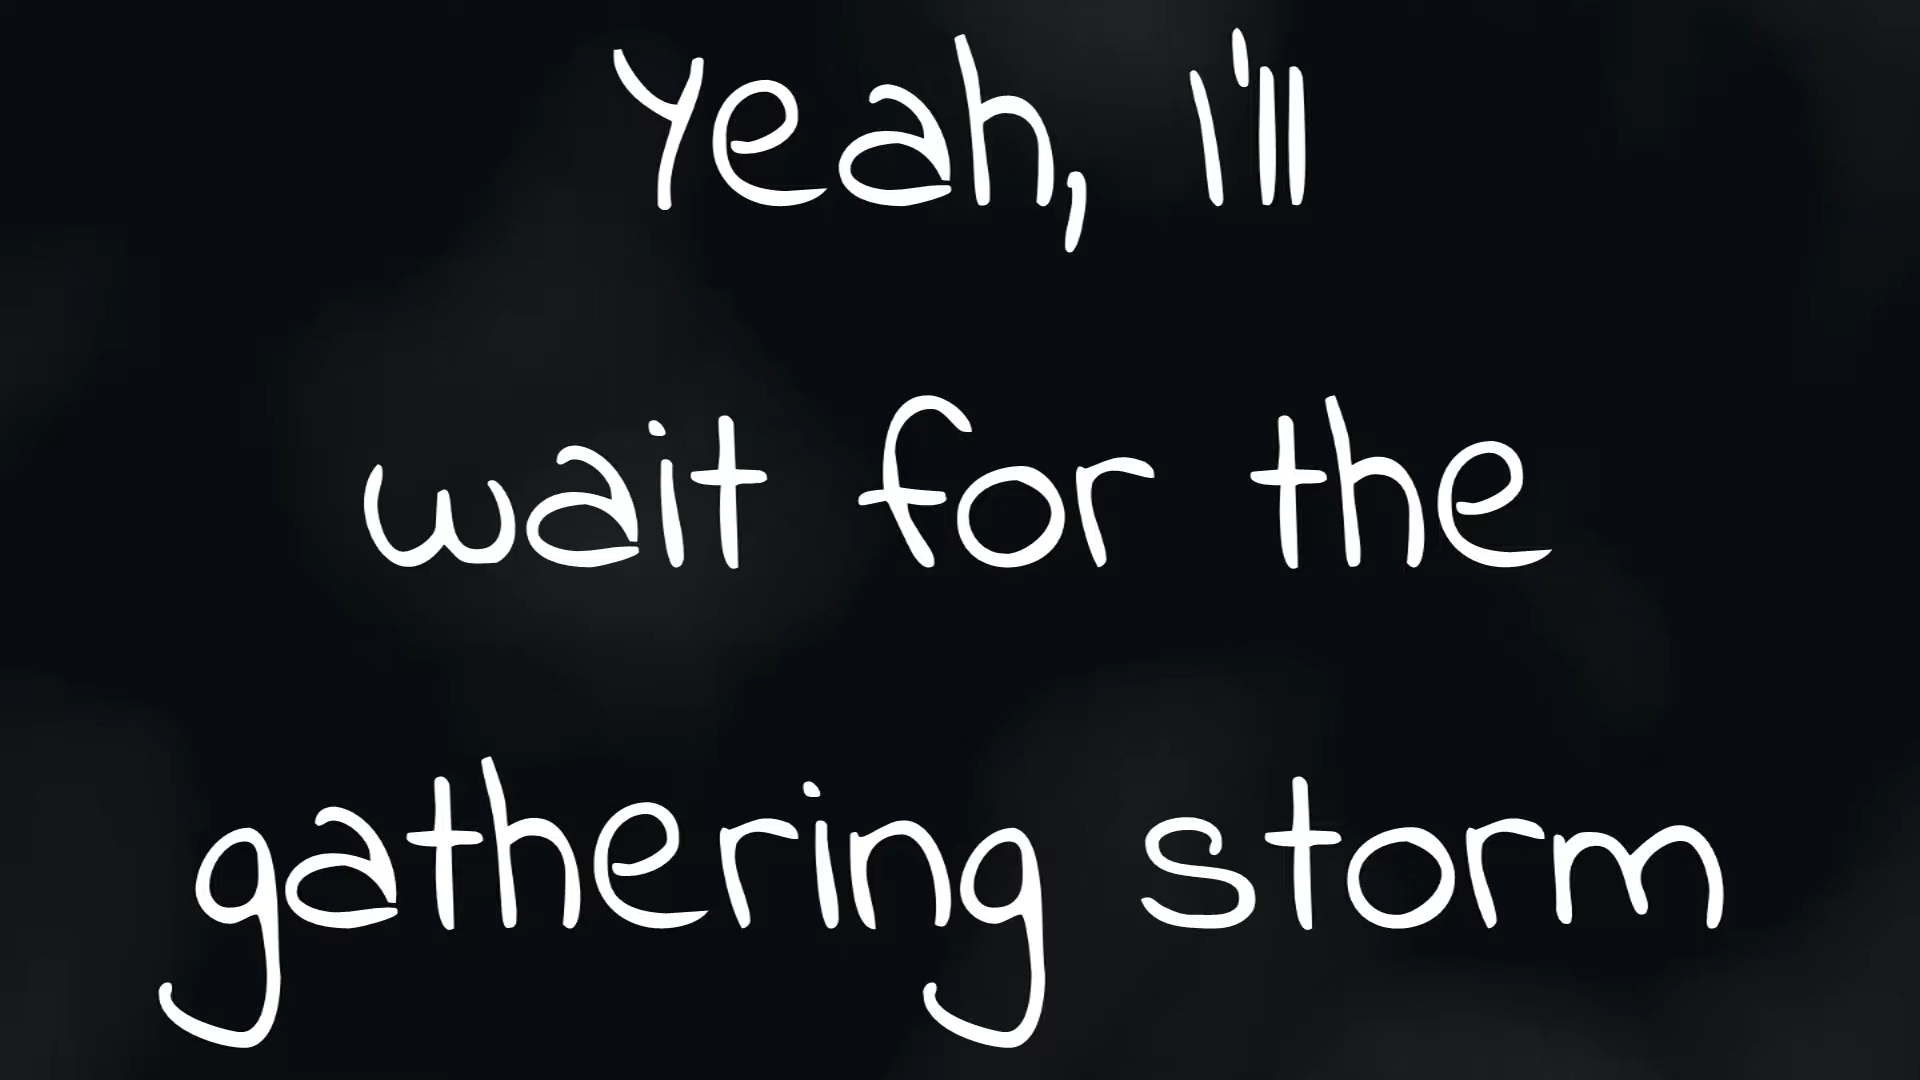 Yeah, I'll
wait for the
gathering storm